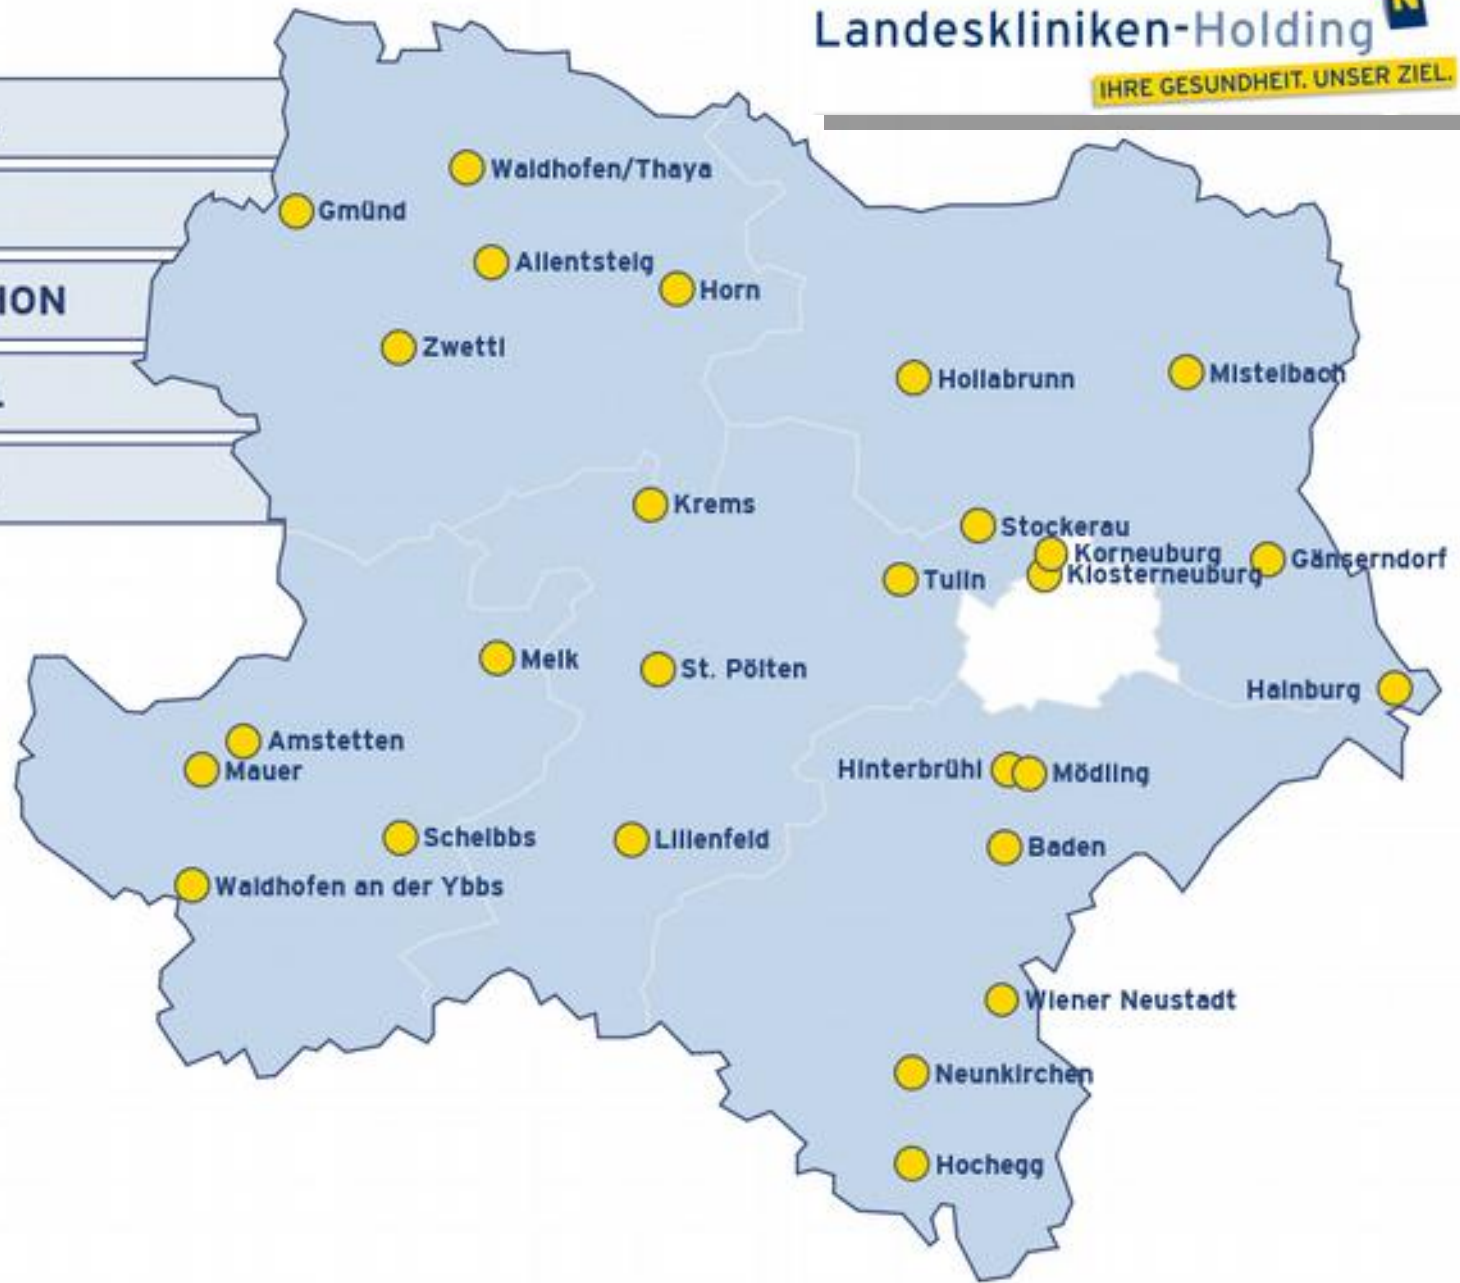 Landeskliniken-Holding
N
IHRE GESUNDHEIT. UNSER ZIEL.
Waldhofen/Thaya
Gmünd
Allentsteig
Horn
ION
Zwettl
Hollabrunn
Mistelbach
Krems
Stockerau
Korneuburg
Gänserndorf
Klosterneuburg
Tulln
Melk
St. Pölten
Hainburg
Amstetten
Mauer
Hinterbrühl
Mödling
Scheibbs
Lilienfeld
Baden
Waidhofen an der Ybbs
Wiener Neustadt
Neunkirchen
Hochegg